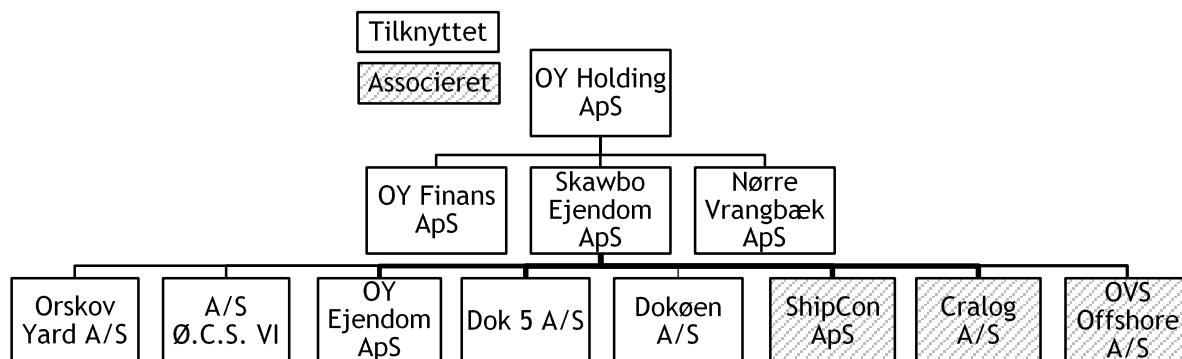 Tilknyttet
Associeret
OY Holding
ApS
OY Finans
ApS
Skawbo
Ejendom
ApS
Nørre
Vrangbæk
ApS
Orskov
Yard A/S
A/S
Ø.C.S. VI
OY
Ejendom
ApS
Dok 5 A/S
Dokøen
A/S
ShipCon
ApS
Cralog
A/S
OVS
Offshore
A/S